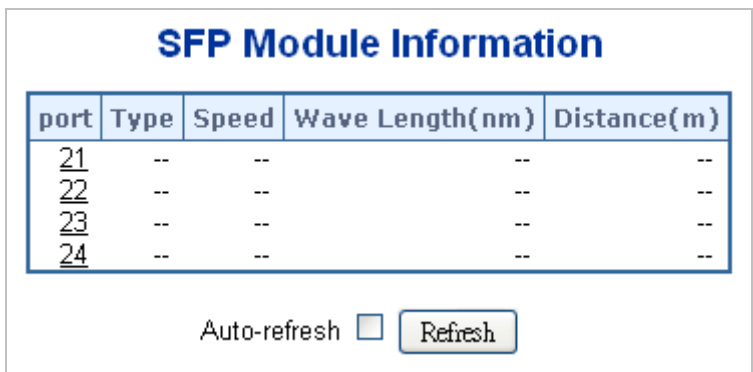 SFP Module Information
port Type Speed Wave Length(nm) Distance(m)
21 -- -- -- --
22 -- -- -- --
23 -- -- -- --
24 -- -- -- --
Auto-refresh Refresh